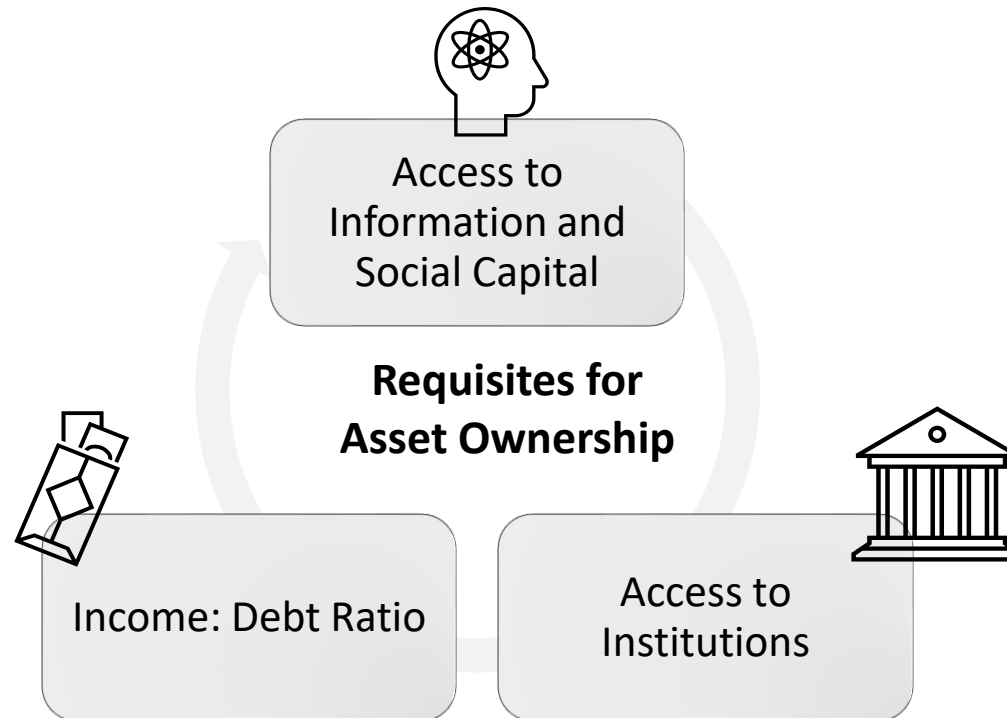 Access to
Information and
Social Capital
Requisites for
Asset Ownership
Income: Debt Ratio
Access to
Institutions